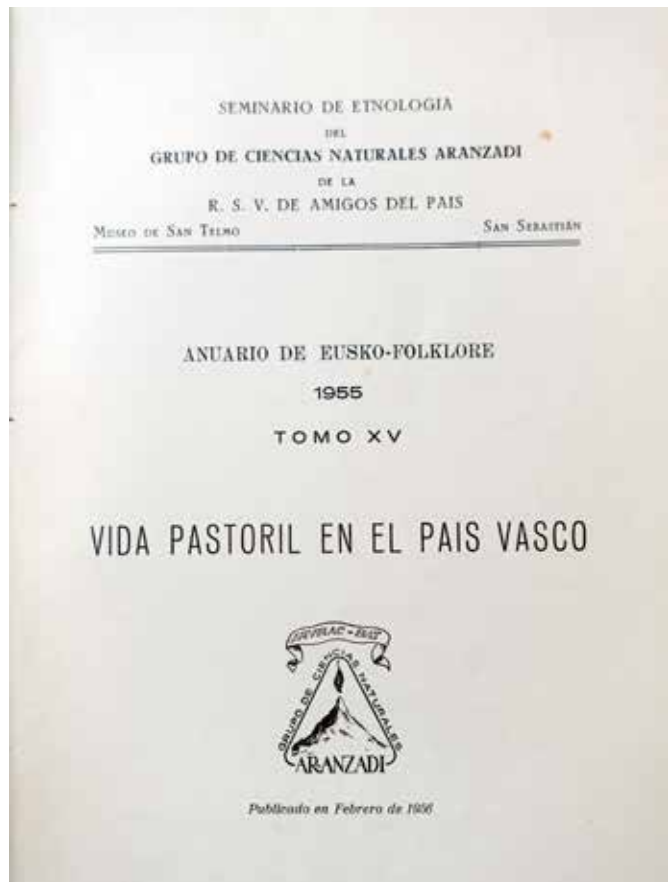 SEMINARIO DE ETNOLOGIA
DEL
GRUPO DE CIENCIAS NATURALES ARANZADI
DE LA
R. S. V. DE AMIGOS DEL PAIS
MUSEO DE SAN TELMO SAN SEBASTIÁN
ANUARIO DE EUSKO-FOLKLORE
1955
TOMO XV
VIDA PASTORIL EN EL PAIS VASCO
BAT
GRUPO DE CIENCIAS NATURALES
ARANZADI
Publicado en Febrero de 1956